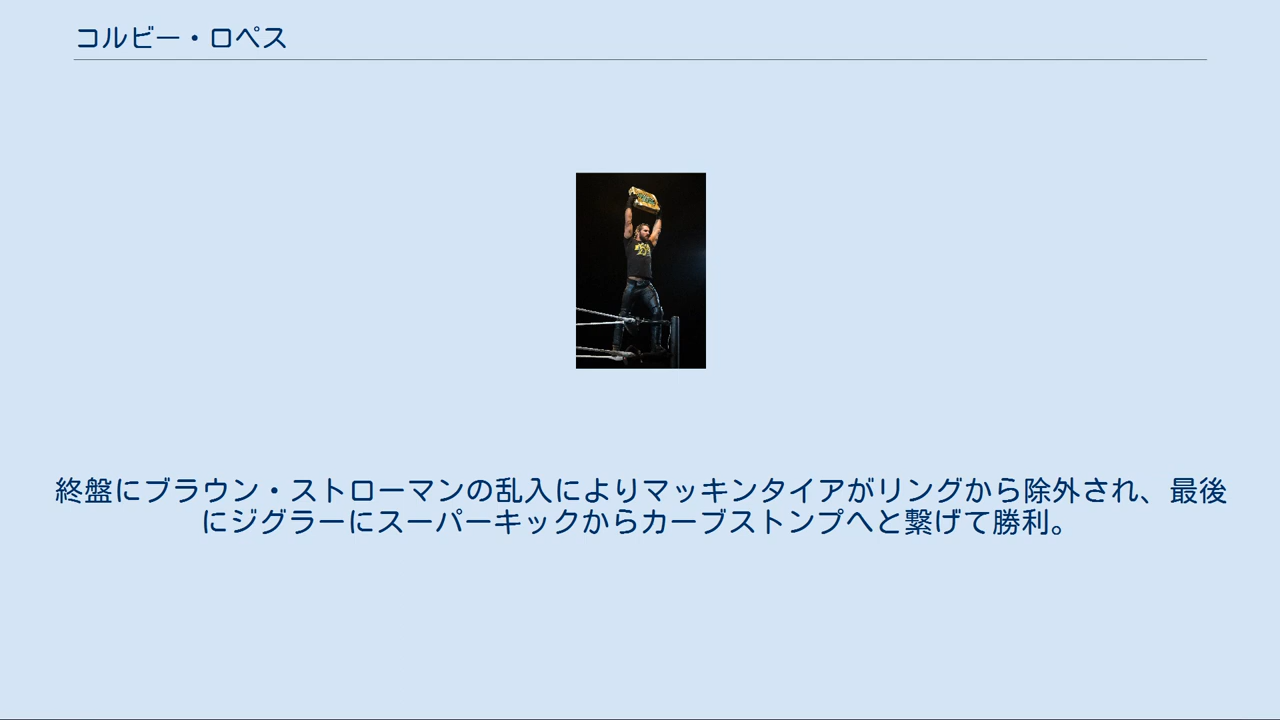 コルビー・ロペス
終盤にブラウン・ストローマンの乱入によりマッキンタイアがリングから除外され、最後
にジグラーにスーパーキックからカーブストンプへと繋げて勝利。